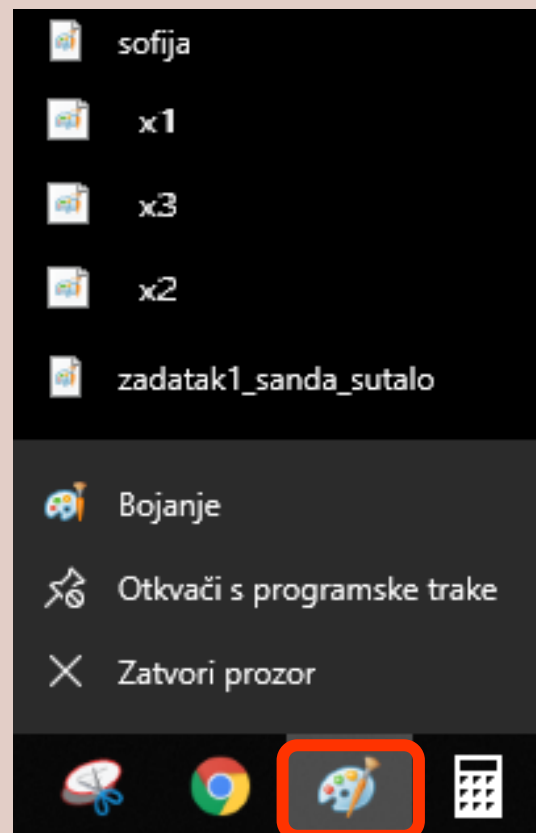 sofija
x1
x3
x2
zadatak1_sanda_sutalo
Bojanje
Otkvači s programske trake
Zatvori prozor